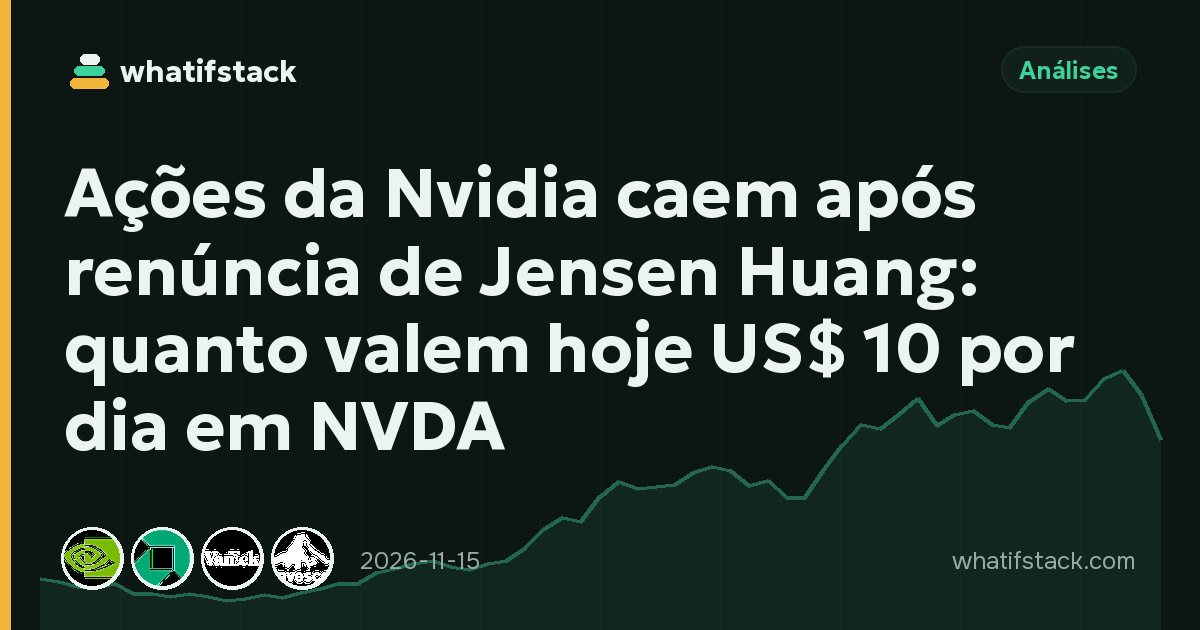 whatifstack
Análises
Ações da Nvidia caem após
renúncia de Jensen Huang:
quanto valem hoje US$ 10 por
dia em NVDA
VanEck
2026-11-15
whatifstack.com